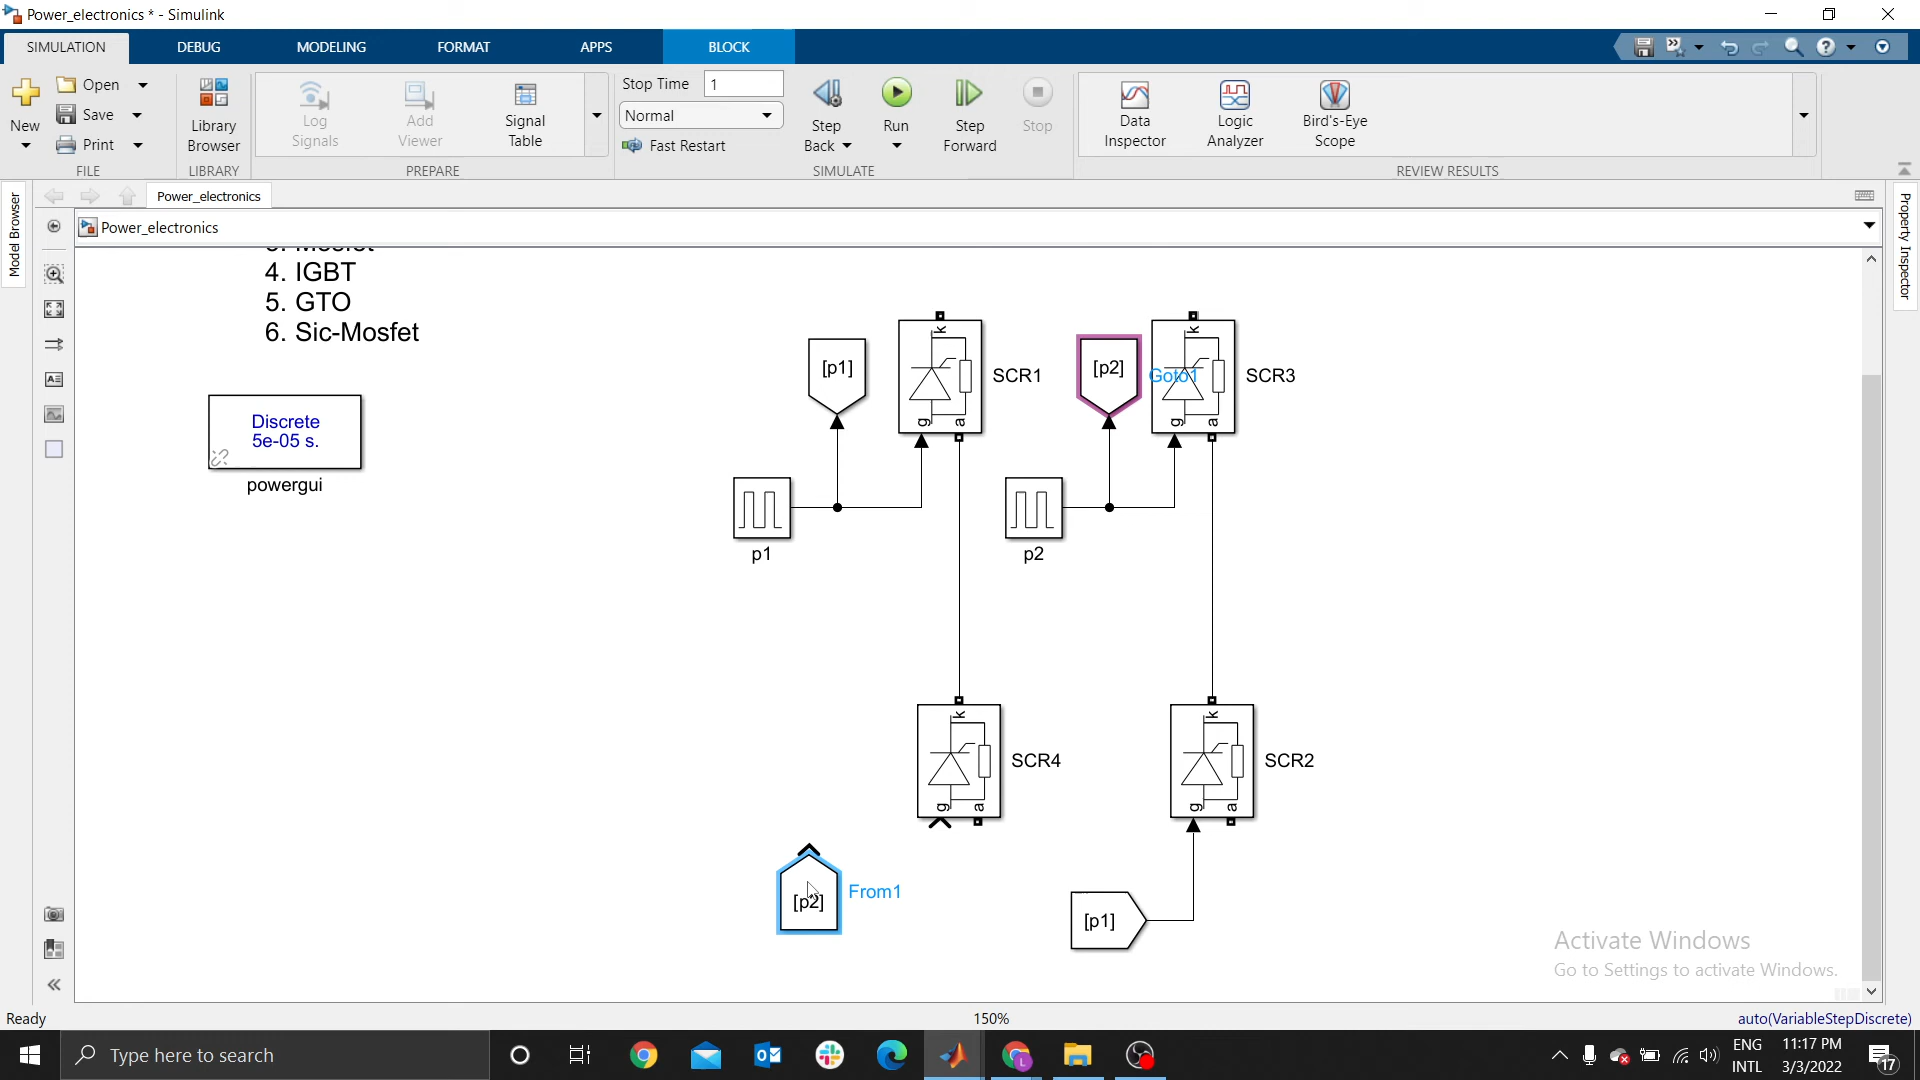 Power_electronics * - Simulink
SIMULATION
DEBUG
MODELING
FORMAT
APPS
BLOCK
New
Open
Save
Print
FILE
Library
Browser
LIBRARY
Log
Signals
Add
Viewer
Signal
Table
PREPARE
Stop Time 1
Normal
Fast Restart
Step
Back
Run
Step
Forward
Stop
SIMULATE
Data
Inspector
Logic
Analyzer
Bird's-Eye
Scope
REVIEW RESULTS
Model Browser
Property Inspector
Power_electronics
Power_electronics
4. IGBT
5. GTO
6. Sic-Mosfet
Discrete
5e-05 s.
powergui
[p1]
k
g
a
SCR1
[p2]
Goto1
k
g
a
SCR3
p1
p2
k
g
a
SCR4
k
g
a
SCR2
[p2]
From1
[p1]
Activate Windows
Go to Settings to activate Windows.
Ready
150%
auto(VariableStepDiscrete)
Type here to search
L
ENG
INTL
11:17 PM
3/3/2022
17